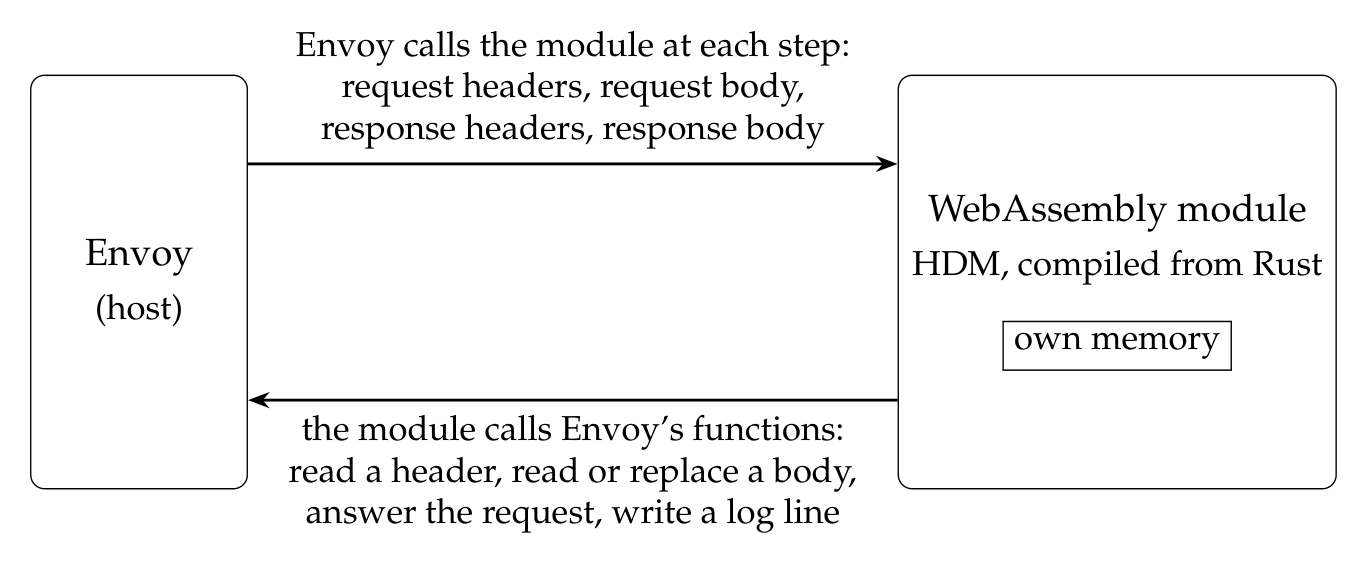 Envoy calls the module at each step:
request headers, request body,
response headers, response body
Envoy
(host)
WebAssembly module
HDM, compiled from Rust
own memory
the module calls Envoy’s functions:
read a header, read or replace a body,
answer the request, write a log line